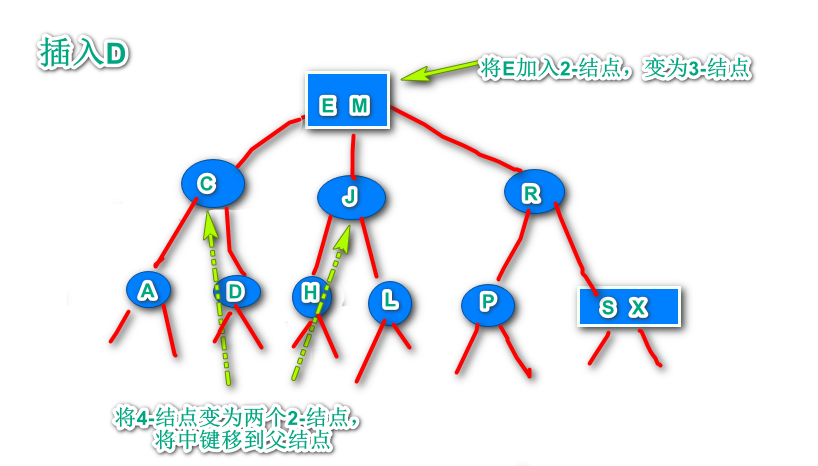 插入D
将E加入2-结点，变为3-结点
E M
C
J
R
A
D
H
L
P
S X
将4-结点变为两个2-结点，
将中键移到父结点